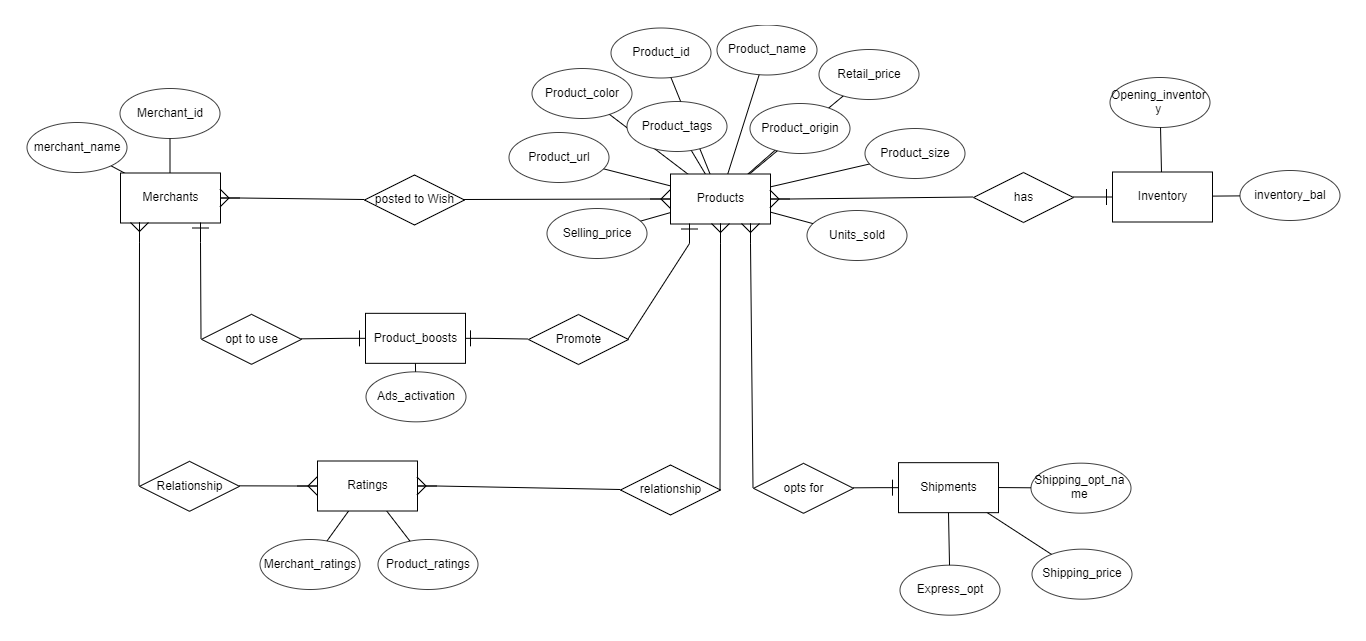 Product_id
Product_name
Retail_price
Product_color
Opening_inventor
y
Merchant_id
Product_tags
Product_origin
merchant_name
Product_url
Product_size
Merchants
posted to Wish
Products
has
Inventory
inventory_bal
Selling_price
Units_sold
opt to use
Product_boosts
Promote
Ads_activation
Relationship
Ratings
relationship
opts for
Shipments
Shipping_opt_na
me
Merchant_ratings
Product_ratings
Express_opt
Shipping_price